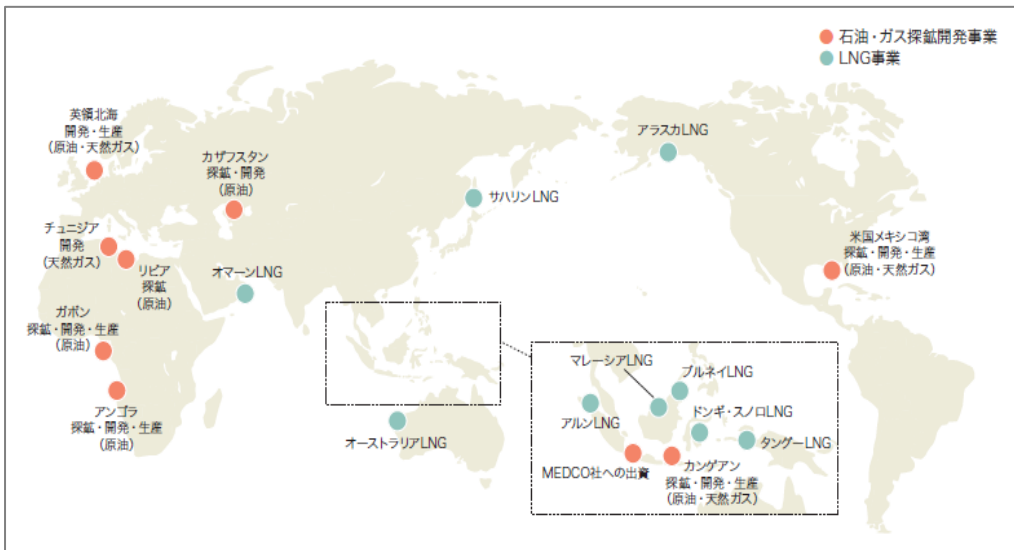 石油・ガス探鉱開発事業
LNG事業
英領北海
開発・生産
(原油・天然ガス)
カザフスタン
探鉱・開発
(原油)
アラスカLNG
サハリンLNG
チュニジア
開発
(天然ガス)
リビア
探鉱
(原油)
オマーンLNG
米国メキシコ湾
探鉱・開発・生産
(原油・天然ガス)
ガボン
探鉱・開発・生産
(原油)
アンゴラ
探鉱・開発・生産
(原油)
オーストラリアLNG
マレーシアLNG
ブルネイLNG
アルンLNG
ドンギ・スノロLNG
タングーLNG
MEDCO社への出資
カンゲアン
探鉱・開発・生産
(原油・天然ガス)